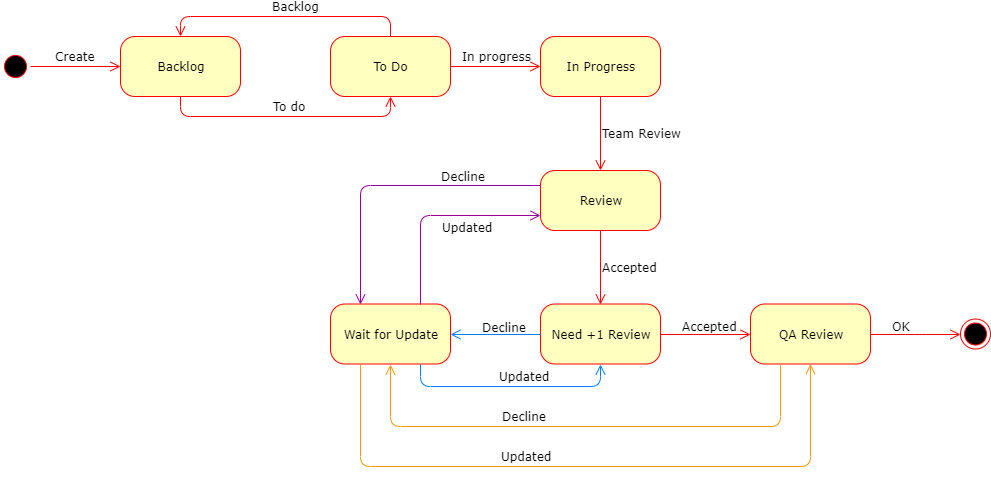 Backlog
Create
Backlog
To Do
In progress
In Progress
To do
Team Review
Decline
Review
Updated
Accepted
Wait for Update
Decline
Need +1 Review
Accepted
QA Review
OK
Updated
Decline
Updated